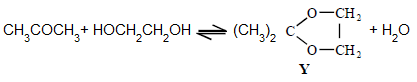 CH₃COCH₃+ HOCH₂CH₂OH ⇌ (CH₃)₂ C O—CH₂ O—CH₂ + H₂O
Y